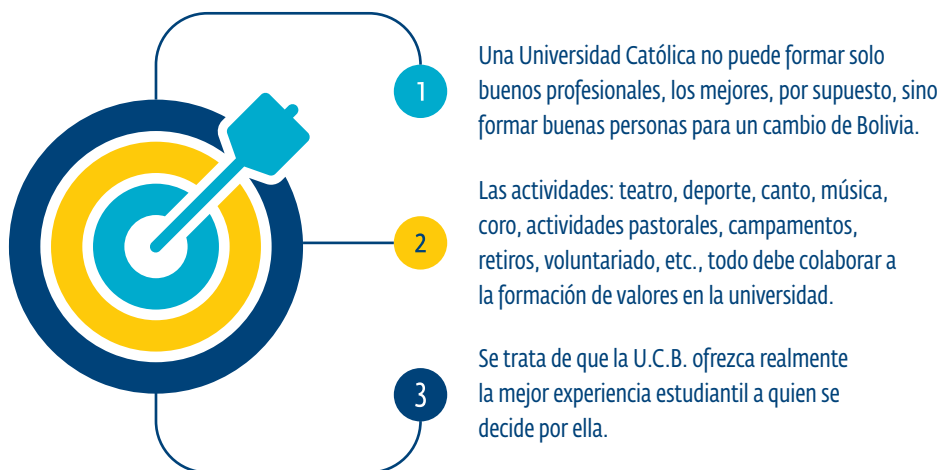 1
Una Universidad Católica no puede formar solo
buenos profesionales, los mejores, por supuesto, sino
formar buenas personas para un cambio de Bolivia.
2
Las actividades: teatro, deporte, canto, música,
coro, actividades pastorales, campamentos,
retiros, voluntariado, etc., todo debe colaborar a
la formación de valores en la universidad.
3
Se trata de que la U.C.B. ofrezca realmente
la mejor experiencia estudiantil a quien se
decide por ella.